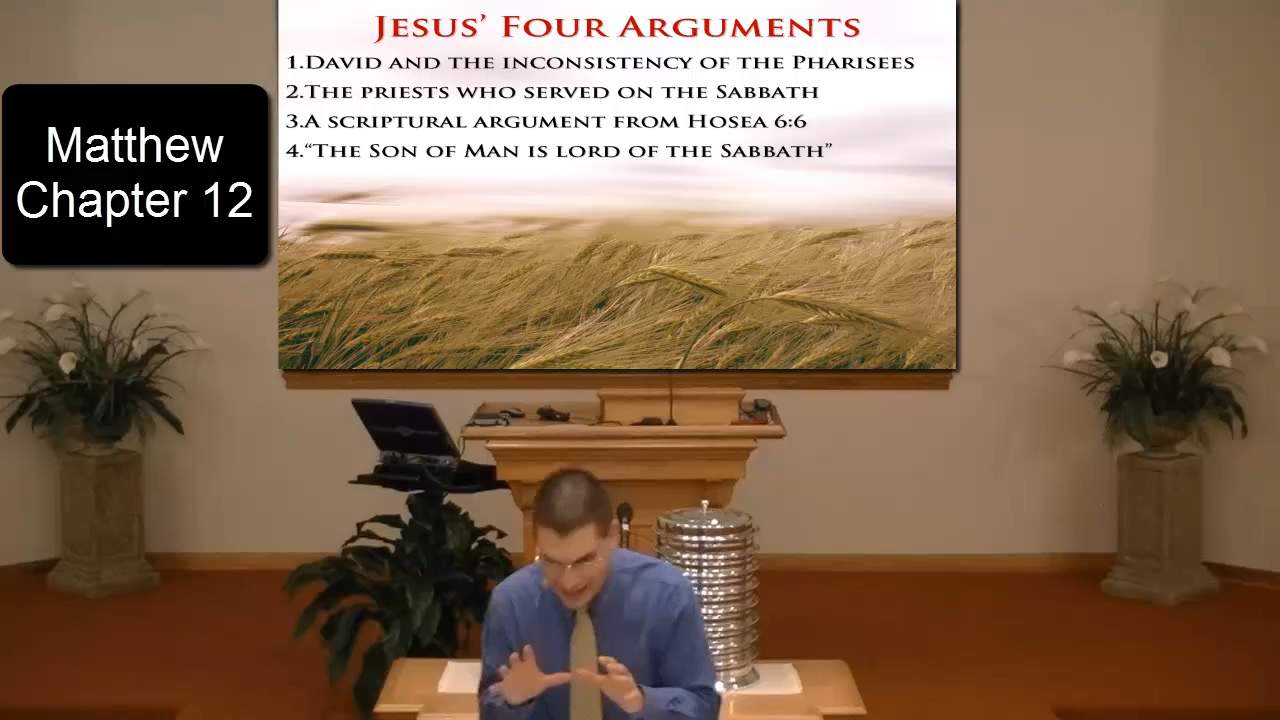 Jesus’ Four Arguments
1.David and the inconsistency of the Pharisees
2.The priests who served on the Sabbath
3.A scriptural argument from Hosea 6:6
4.“The Son of Man is lord of the Sabbath”
Matthew
Chapter 12